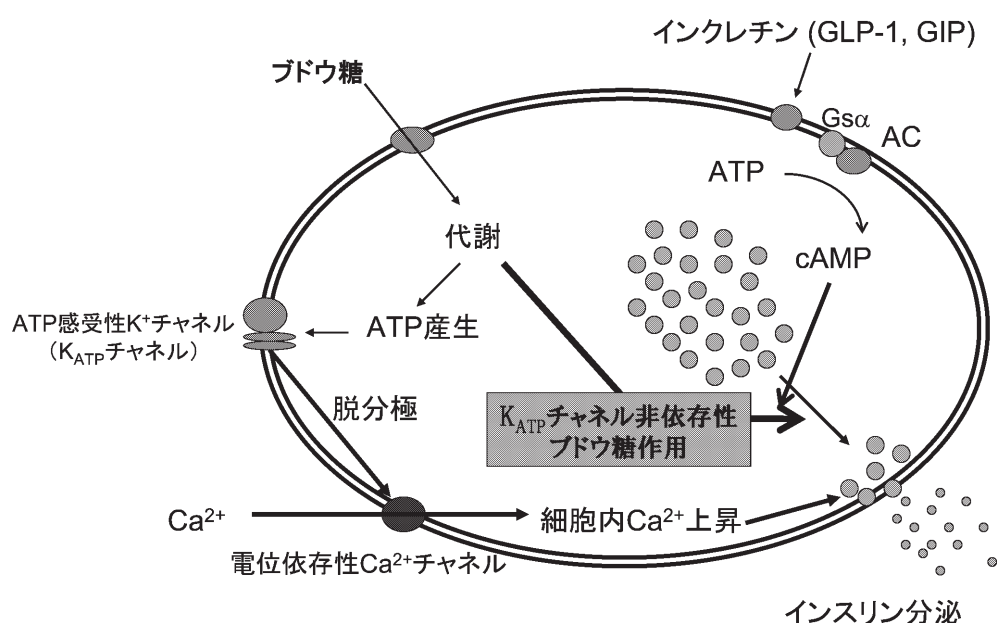 インクレチン (GLP-1, GIP)
ブドウ糖
Gsα
AC
ATP
代謝
cAMP
ATP感受性K⁺チャネル
（K_ATPチャネル）
ATP産生
脱分極
K_ATPチャネル非依存性
ブドウ糖作用
Ca²⁺
細胞内Ca²⁺上昇
電位依存性Ca²⁺チャネル
インスリン分泌